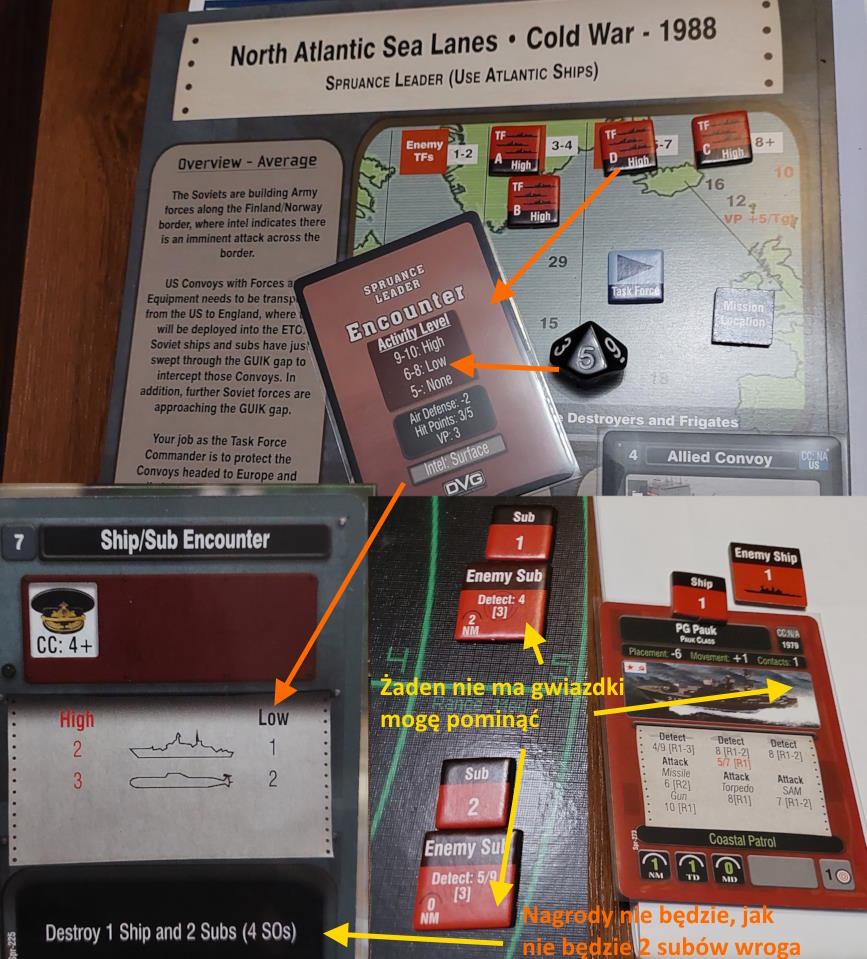 North Atlantic Sea Lanes • Cold War - 1988
SPRUANCE LEADER (USE ATLANTIC SHIPS)
Overview - Average
The Soviets are building Army
forces along the Finland/Norway
border, where intel indicates there
is an imminent attack across the
border.
US Convoys with Forces
Equipment needs to be
from the US to England, where
will be deployed into the ETC.
Soviet ships and subs have
swept through the GUIK gap to
intercept those Convoys. In
addition, further Soviet forces are
approaching the GUIK gap.
Your job as the Task Force
Commander is to protect the
Convoys headed to Europe and
Enemy
TFs
1-2
TF
A
High
3-4
TF
D
High
-7
TF
C
High
8+
TF
B
High
16
10
12
VP +5/Tgt
29
15
18
Task Force
Mission
Location
3
5
9.
SPRUANCE
LEADER
Encounter
Activity Level
9-10: High
6-8: Low
5-: None
Air Defense: -2
Hit Points: 3/5
VP: 3
Intel: Surface
DVG
e Destroyers and Frigates
4
Allied Convoy
CC: NA
US
7
Ship/Sub Encounter
CC: 4+
High
Low
2
1
3
2
Destroy 1 Ship and 2 Subs (4 SOs)
Spr-225
Sub
1
Enemy Sub
Detect: 4
[3]
2
NM
4
5
Żaden nie ma gwiazdki
mogę pominąć
Sub
2
Enemy Sub
Detect: 5/9
[3]
0
NM
Ship
1
Enemy Ship
1
PG Pauk
PAUK CLASS
CC:N/A
1979
Placement: -6 Movement: +1 Contacts: 1
Detect
4/9 [R1-3]
Attack
Missile
6 [R2]
Gun
10 [R1]
Detect
8 [R1-2]
5/7 [R1]
Attack
Torpedo
8[R1]
Detect
8 [R1-2]
Attack
SAM
7 [R1-2]
Coastal Patrol
1
NM
1
TD
0
MD
1
Nagrody nie będzie, jak
nie będzie 2 subów wroga